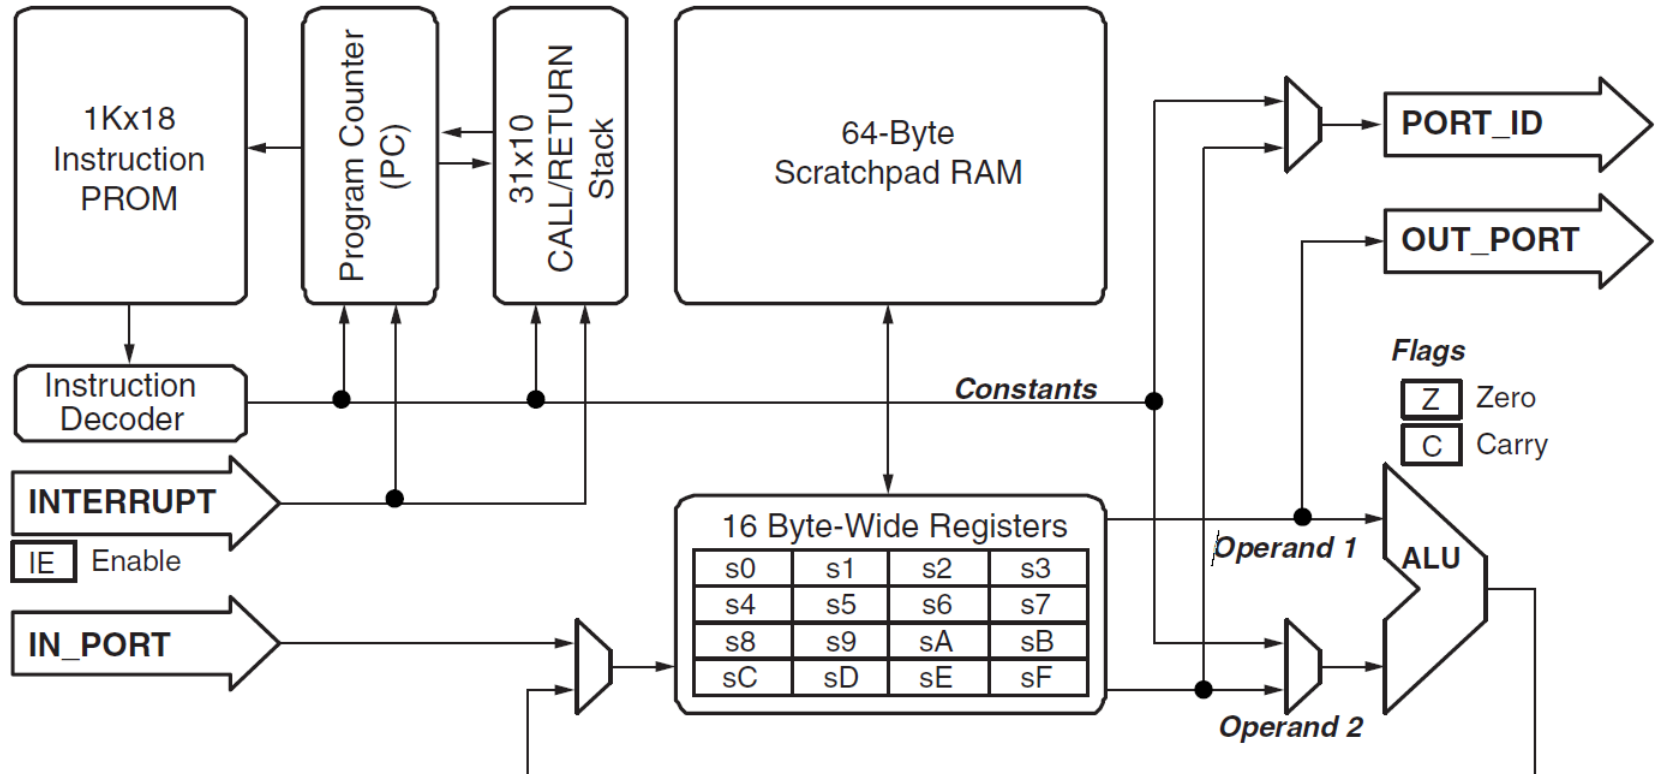 1Kx18
Instruction
PROM
Program Counter
(PC)
31x10
CALL/RETURN
Stack
64-Byte
Scratchpad RAM
PORT_ID
OUT_PORT
Instruction
Decoder
Constants
Flags
Z Zero
C Carry
INTERRUPT
IE Enable
IN_PORT
16 Byte-Wide Registers
s0 s1 s2 s3
s4 s5 s6 s7
s8 s9 sA sB
sC sD sE sF
Operand 1
ALU
Operand 2